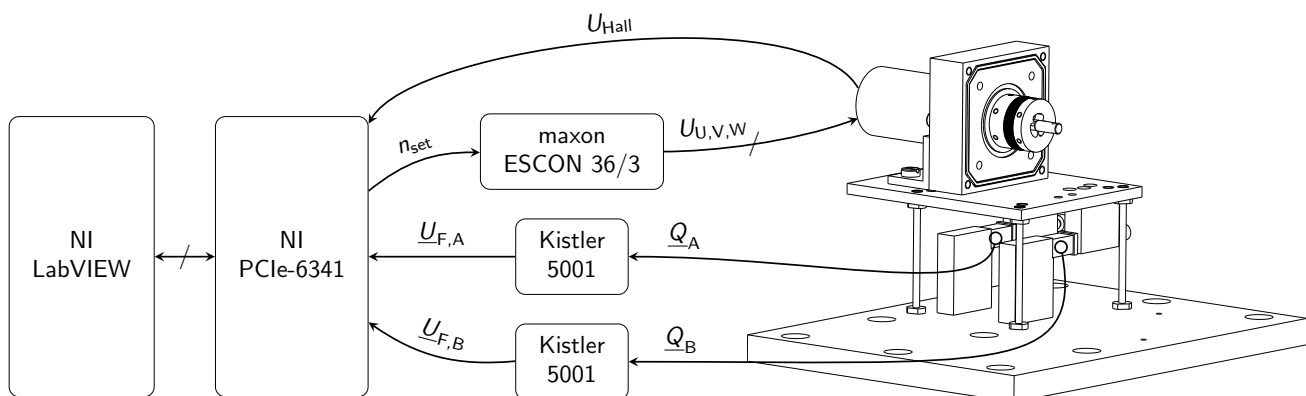 U_Hall
NI
LabVIEW
NI
PCIe-6341
n_set
maxon
ESCON 36/3
U_U,V,W
U_F,A
Kistler
5001
Q_A
U_F,B
Kistler
5001
Q_B